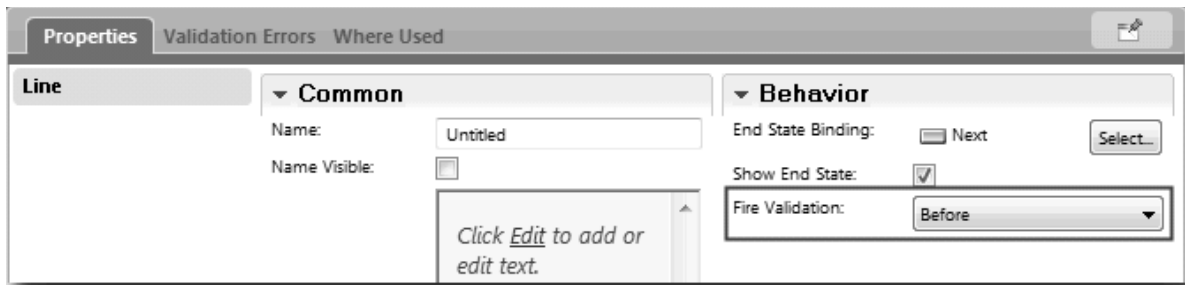 Properties Validation Errors Where Used
Line
Common
Name: Untitled
Name Visible:
Click Edit to add or
edit text.
Behavior
End State Binding: Next Select...
Show End State:
Fire Validation: Before